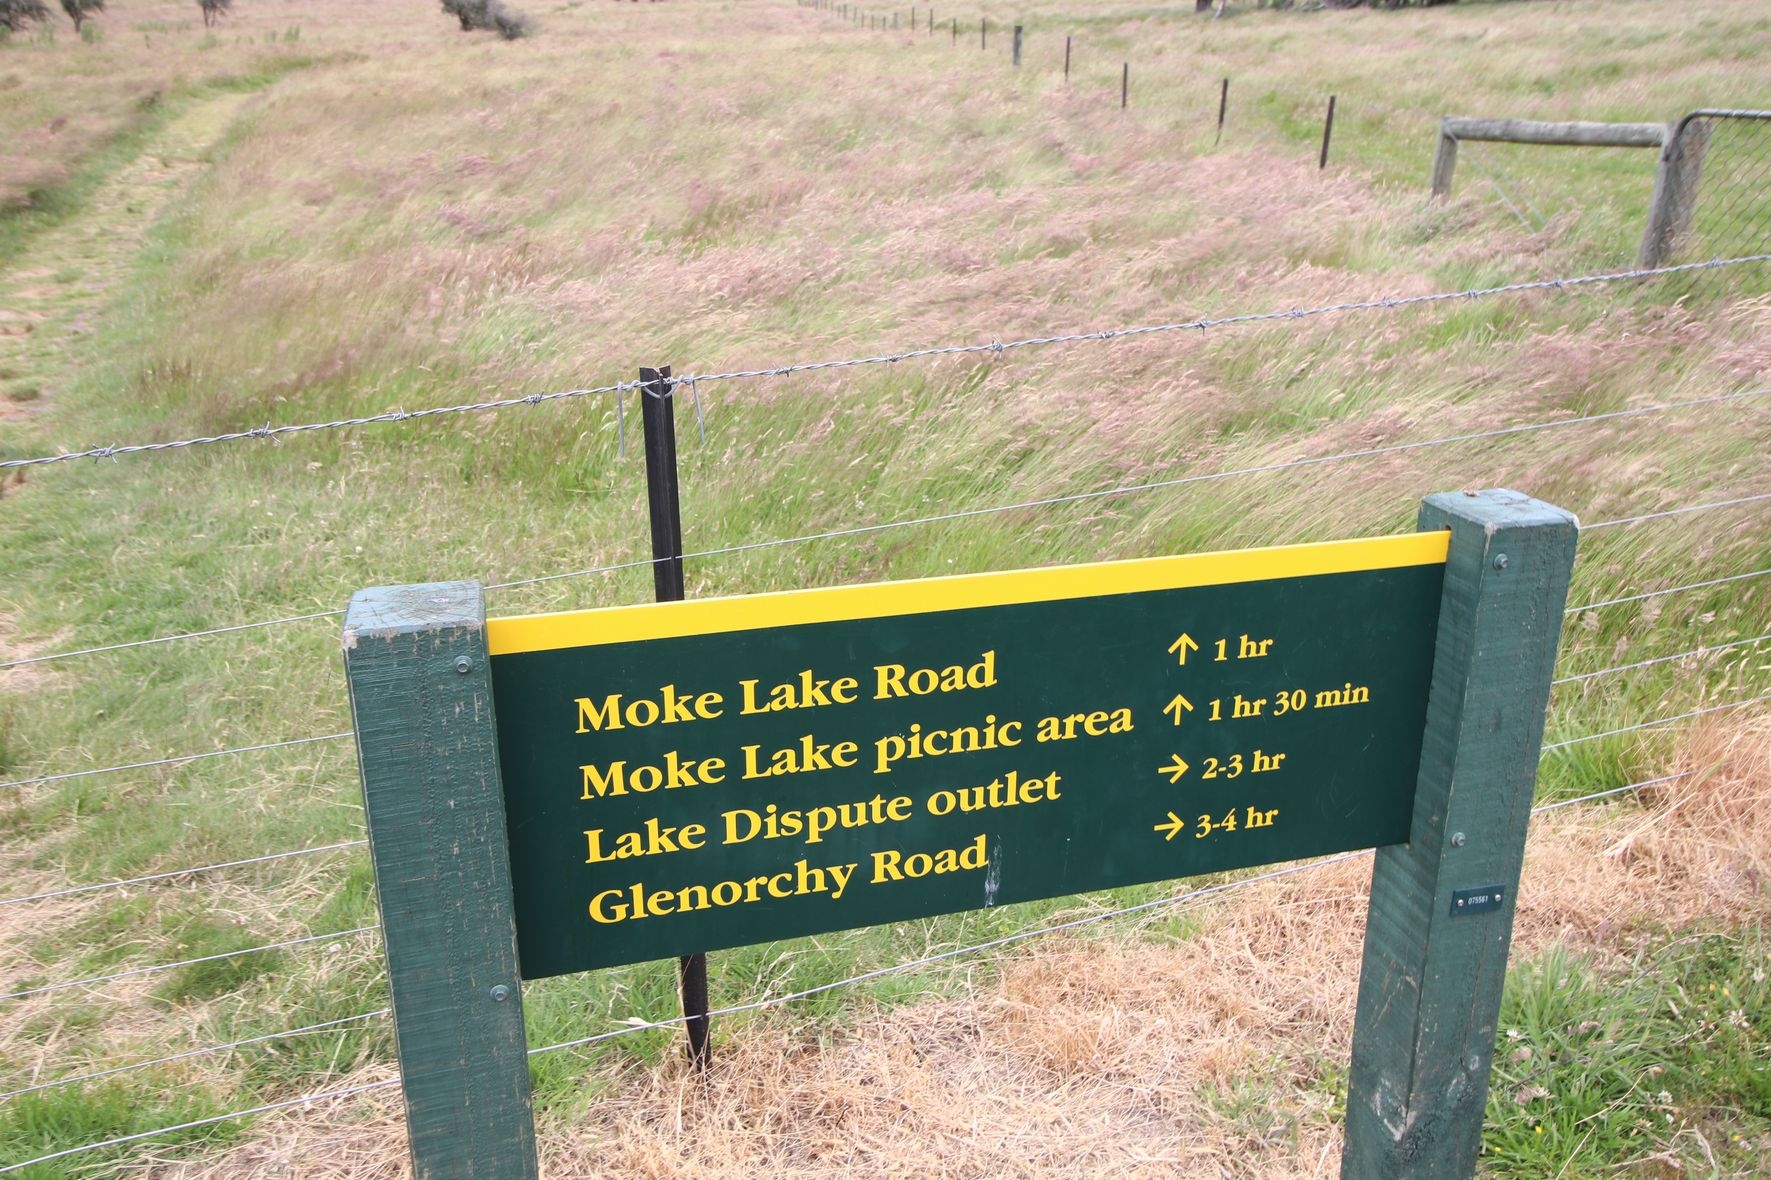 Moke Lake Road ↑ 1 hr
Moke Lake picnic area ↑ 1 hr 30 min
Lake Dispute outlet → 2-3 hr
Glenorchy Road → 3-4 hr
075561